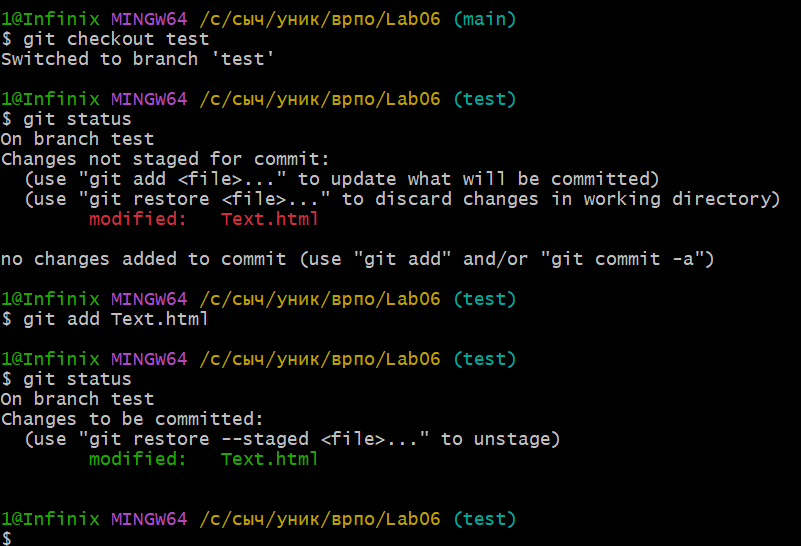 1@Infinix MINGW64 /c/сыч/уник/врпо/Lab06 (main)
$ git checkout test
Switched to branch 'test'
1@Infinix MINGW64 /c/сыч/уник/врпо/Lab06 (test)
$ git status
On branch test
Changes not staged for commit:
  (use "git add <file>..." to update what will be committed)
  (use "git restore <file>..." to discard changes in working directory)
        modified:   Text.html
no changes added to commit (use "git add" and/or "git commit -a")
1@Infinix MINGW64 /c/сыч/уник/врпо/Lab06 (test)
$ git add Text.html
1@Infinix MINGW64 /c/сыч/уник/врпо/Lab06 (test)
$ git status
On branch test
Changes to be committed:
  (use "git restore --staged <file>..." to unstage)
        modified:   Text.html
1@Infinix MINGW64 /c/сыч/уник/врпо/Lab06 (test)
$